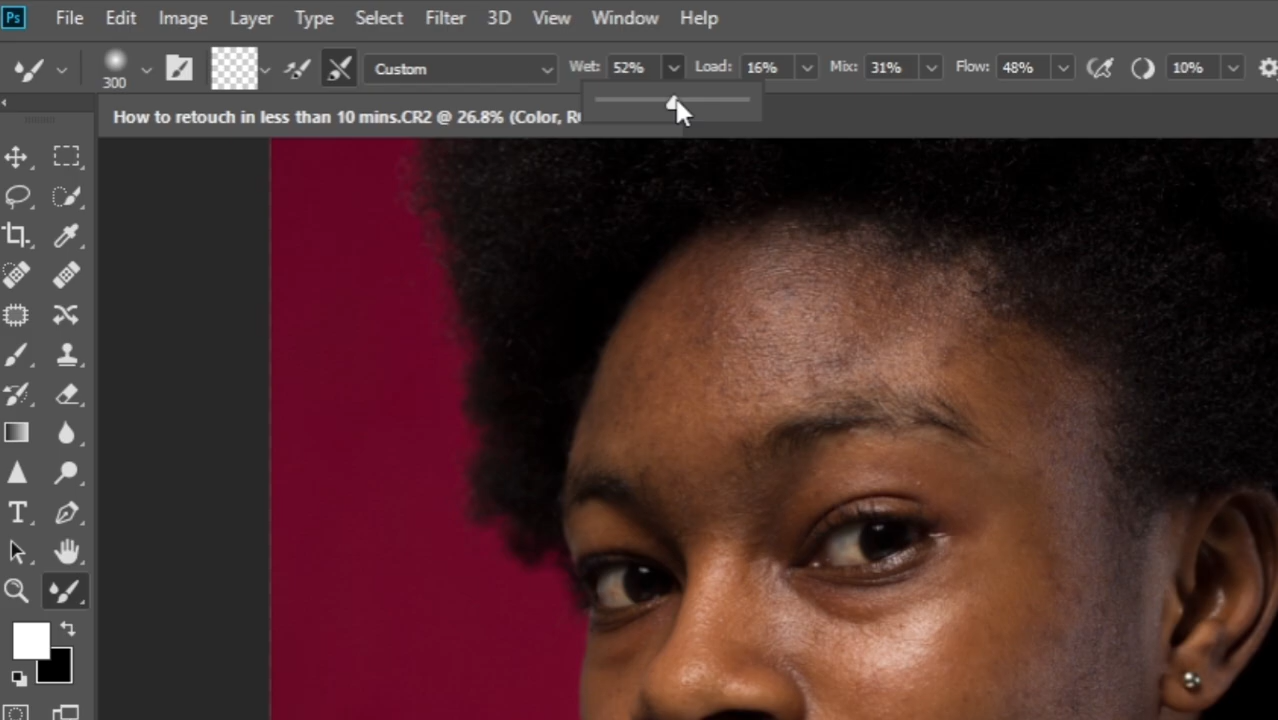 Ps File Edit Image Layer Type Select Filter 3D View Window Help
300 Custom Wet: 52% Load: 16% Mix: 31% Flow: 48% 10%
How to retouch in less than 10 mins.CR2 @ 26.8% (Color, R
T